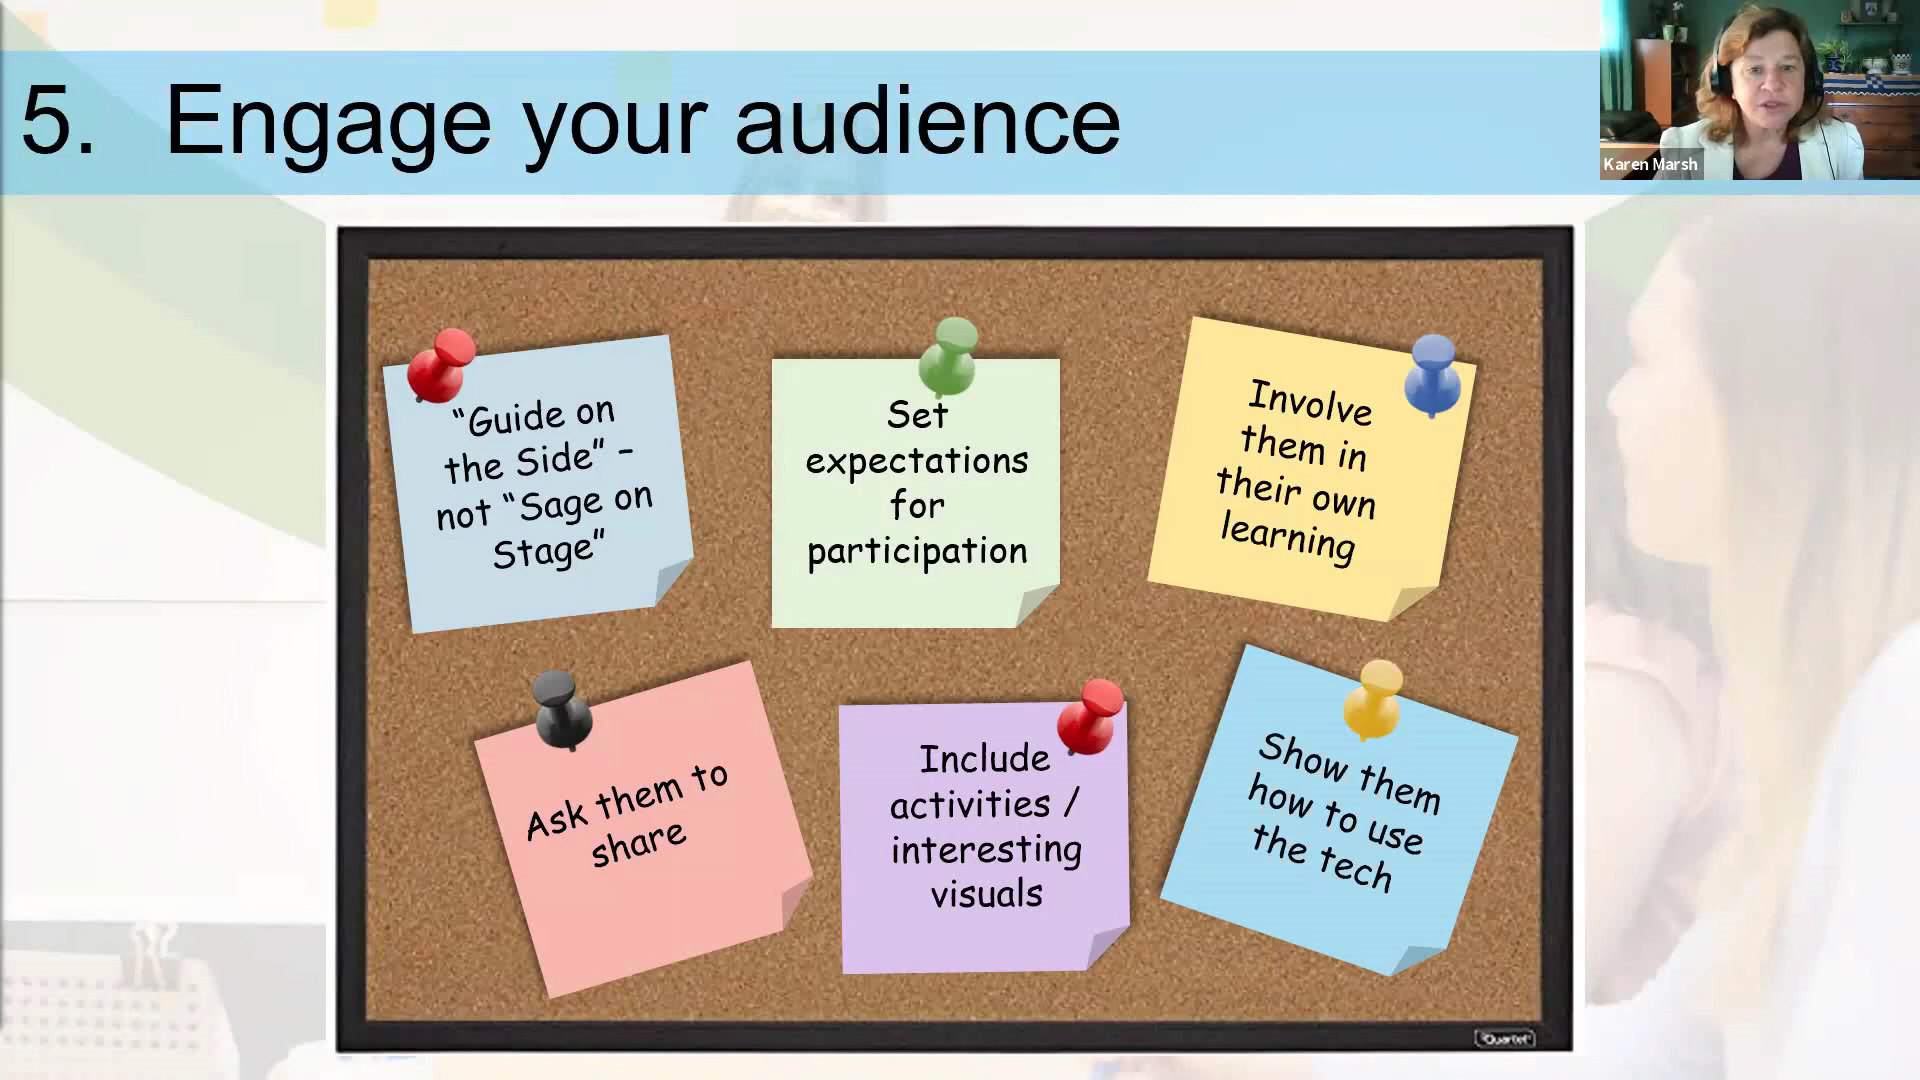 5. Engage your audience
Karen Marsh
“Guide on
the Side” –
not “Sage on
Stage”
Set
expectations
for
participation
Involve
them in
their own
learning
Ask them to
share
Include
activities /
interesting
visuals
Show them
how to use
the tech
Quartet